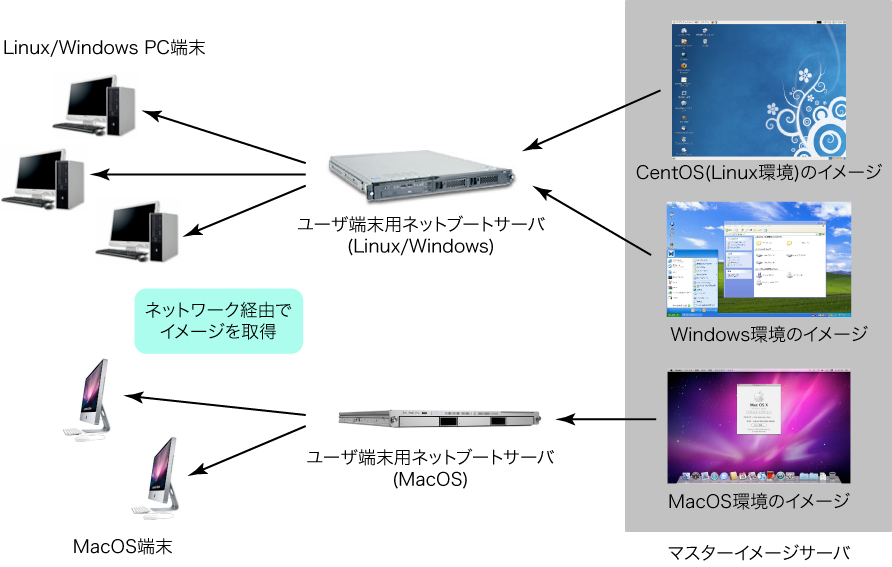 Linux/Windows PC端末
CentOS(Linux環境)のイメージ
ユーザ端末用ネットブートサーバ
(Linux/Windows)
ネットワーク経由で
イメージを取得
Windows環境のイメージ
Mac OS X
ユーザ端末用ネットブートサーバ
(MacOS)
MacOS環境のイメージ
MacOS端末
マスターイメージサーバ